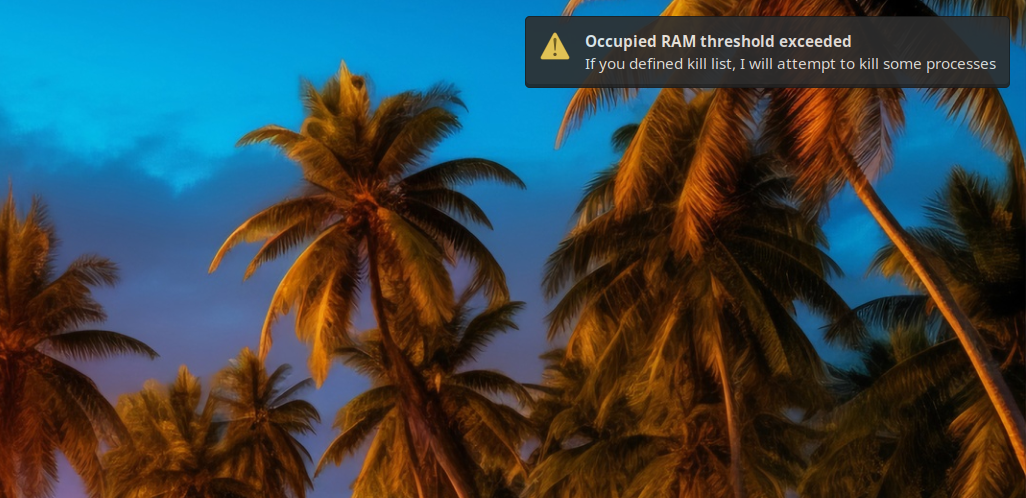 Occupied RAM threshold exceeded
If you defined kill list, I will attempt to kill some processes